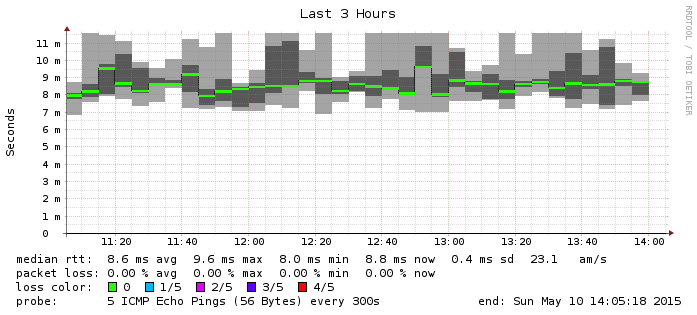 Last 3 Hours
RRDTOOL / TOBI OETIKER
Seconds
11 m
10 m
9 m
8 m
7 m
6 m
5 m
4 m
3 m
2 m
1 m
0
11:20 11:40 12:00 12:20 12:40 13:00 13:20 13:40 14:00
median rtt: 8.6 ms avg 9.6 ms max 8.0 ms min 8.8 ms now 0.4 ms sd 23.1 am/s
packet loss: 0.00 % avg 0.00 % max 0.00 % min 0.00 % now
loss color: 0 1/5 2/5 3/5 4/5
probe: 5 ICMP Echo Pings (56 Bytes) every 300s end: Sun May 10 14:05:18 2015